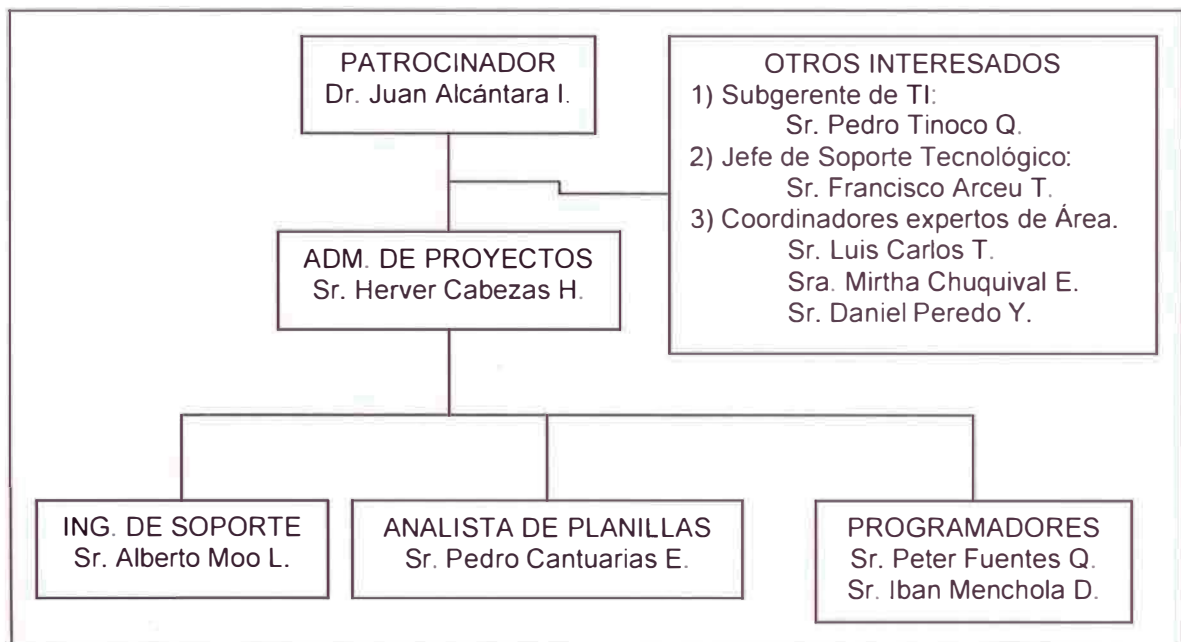 PATROCINADOR
Dr. Juan Alcántara I.
OTROS INTERESADOS
1) Subgerente de TI:
Sr. Pedro Tinoco Q.
2) Jefe de Soporte Tecnológico:
Sr. Francisco Arceu T.
3) Coordinadores expertos de Área.
Sr. Luis Carlos T.
Sra. Mirtha Chuquival E.
Sr. Daniel Peredo Y.
ADM. DE PROYECTOS
Sr. Herver Cabezas H.
ING. DE SOPORTE
Sr. Alberto Moo L.
ANALISTA DE PLANILLAS
Sr. Pedro Cantuarias E.
PROGRAMADORES
Sr. Peter Fuentes Q.
Sr. Iban Menchola D.